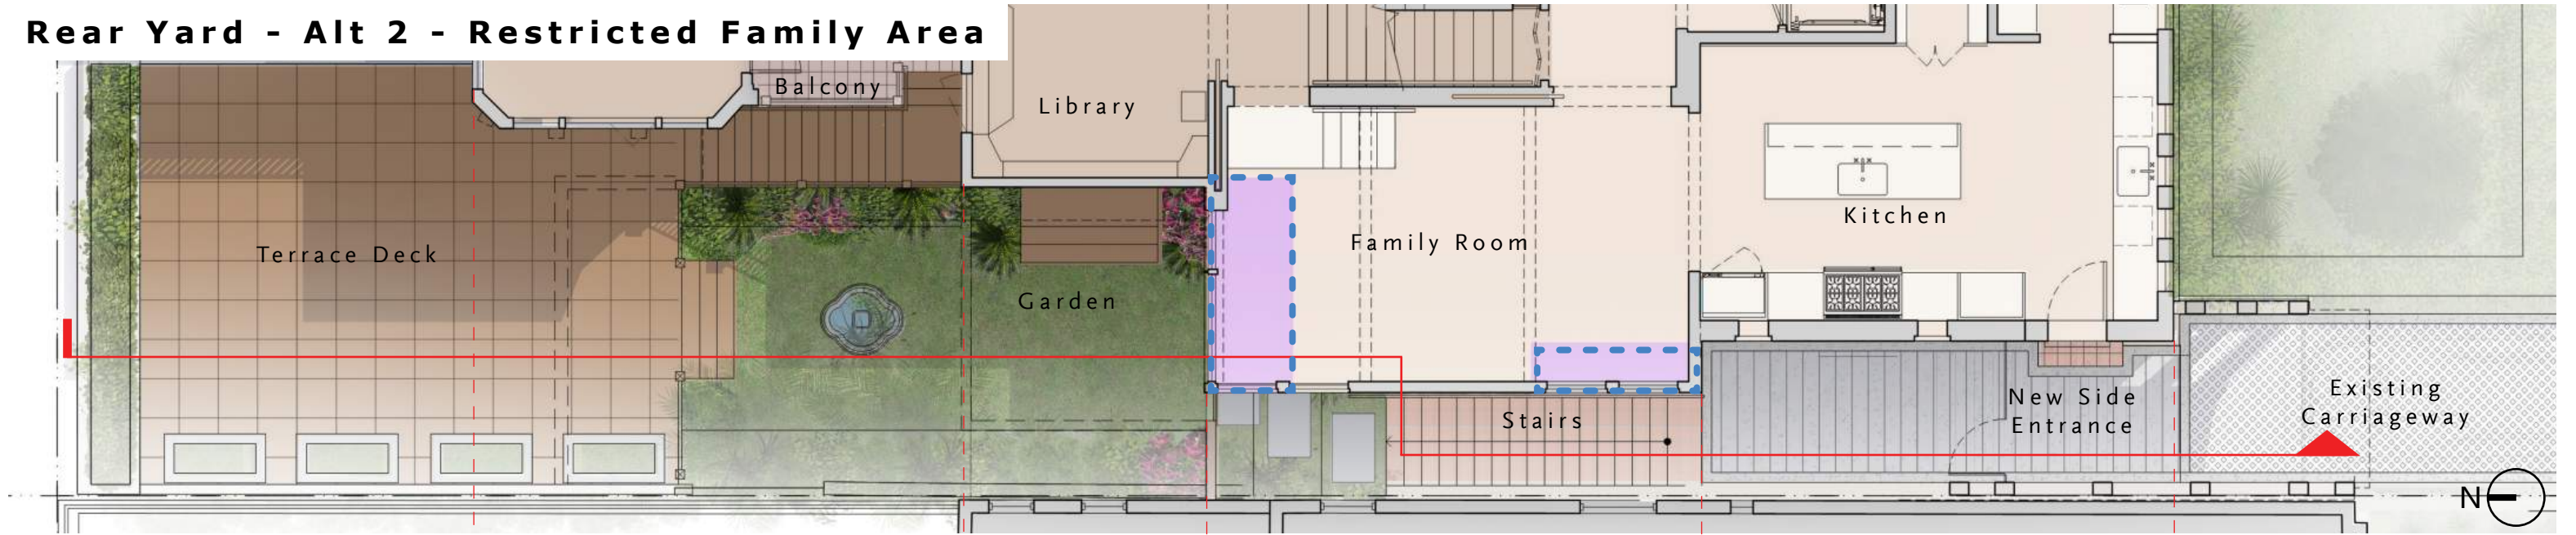 Rear Yard - Alt 2 - Restricted Family Area
Balcony
Library
Terrace Deck
Garden
Family Room
Kitchen
Stairs
New Side
Entrance
Existing
Carriageway
N